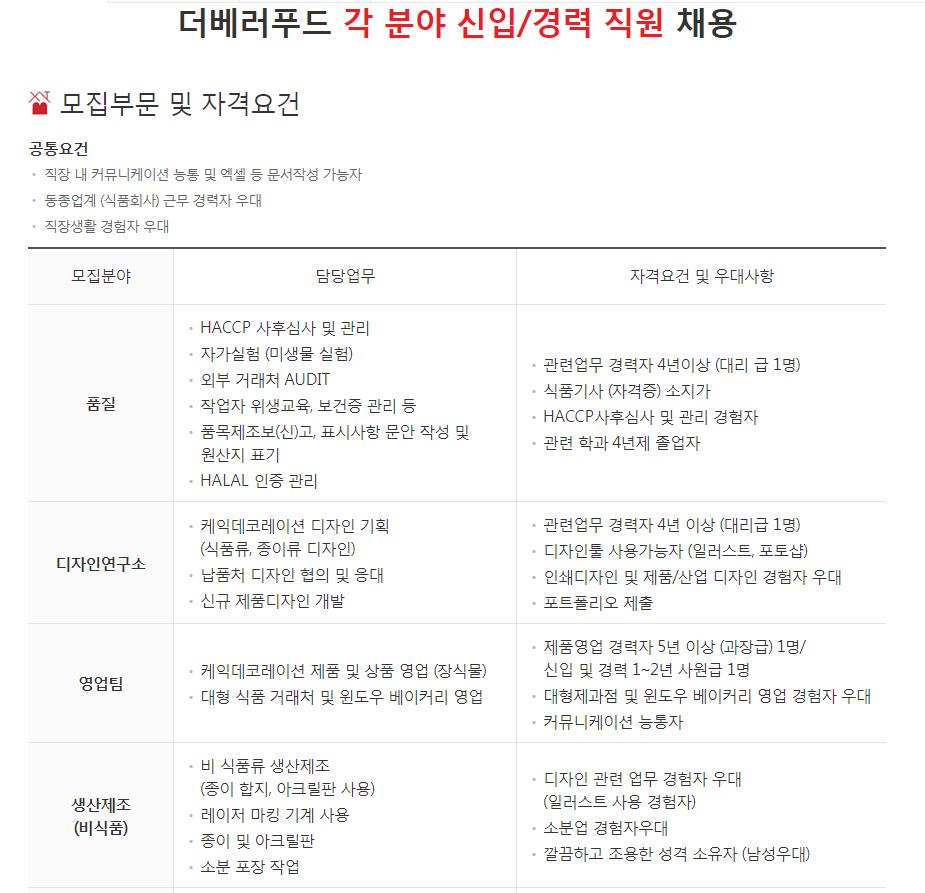 더베러푸드 각 분야 신입/경력 직원 채용
모집부문 및 자격요건
공통요건
· 직장 내 커뮤니케이션 능통 및 엑셀 등 문서작성 가능자
· 동종업계 (식품회사) 근무 경력자 우대
· 직장생활 경험자 우대
모집분야
담당업무
자격요건 및 우대사항
품질
· HACCP 사후심사 및 관리
· 자가실험 (미생물 실험)
· 외부 거래처 AUDIT
· 작업자 위생교육, 보건증 관리 등
· 품목제조보(신)고, 표시사항 문안 작성 및
원산지 표기
· HALAL 인증 관리
· 관련업무 경력자 4년이상 (대리 급 1명)
· 식품기사 (자격증) 소지가
· HACCP사후심사 및 관리 경험자
· 관련 학과 4년제 졸업자
디자인연구소
· 케익데코레이션 디자인 기획
(식품류, 종이류 디자인)
· 납품처 디자인 협의 및 응대
· 신규 제품디자인 개발
· 관련업무 경력자 4년 이상 (대리급 1명)
· 디자인툴 사용가능자 (일러스트, 포토샵)
· 인쇄디자인 및 제품/산업 디자인 경험자 우대
· 포트폴리오 제출
영업팀
· 케익데코레이션 제품 및 상품 영업 (장식물)
· 대형 식품 거래처 및 윈도우 베이커리 영업
· 제품영업 경력자 5년 이상 (과장급) 1명/
신입 및 경력 1~2년 사원급 1명
· 대형제과점 및 윈도우 베이커리 영업 경험자 우대
· 커뮤니케이션 능통자
생산제조
(비식품)
· 비 식품류 생산제조
(종이 합지, 아크릴판 사용)
· 레이저 마킹 기계 사용
· 종이 및 아크릴판
· 소분 포장 작업
· 디자인 관련 업무 경험자 우대
(일러스트 사용 경험자)
· 소분업 경험자우대
· 깔끔하고 조용한 성격 소유자 (남성우대)